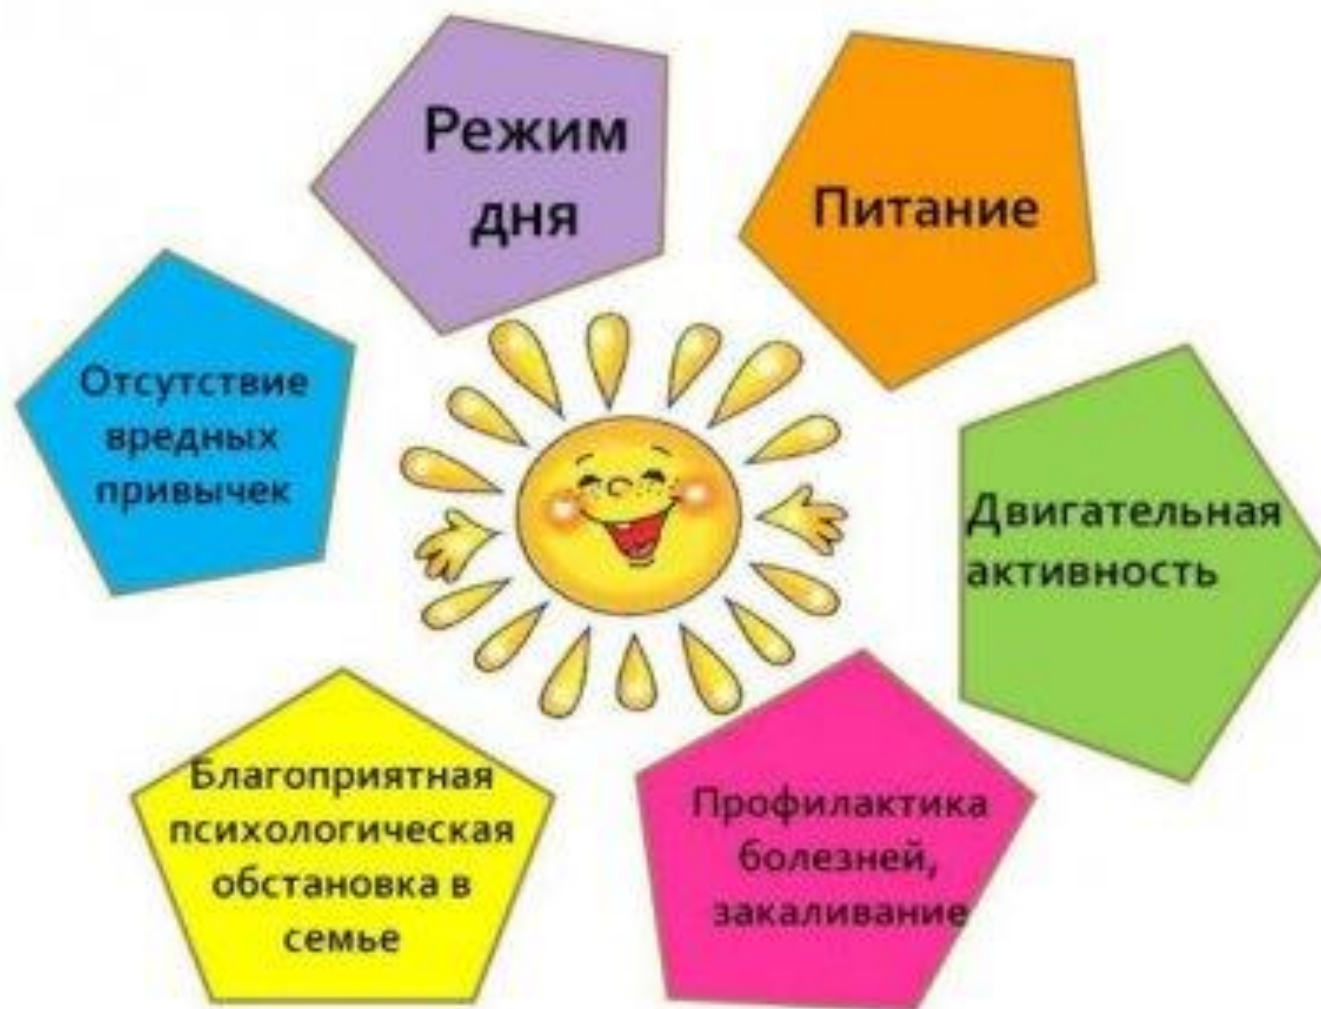 Режим
дня
Питание
Отсутствие
вредных
привычек
Двигательная
активность
Благоприятная
психологическая
обстановка в
семье
Профилактика
болезней,
закаливание